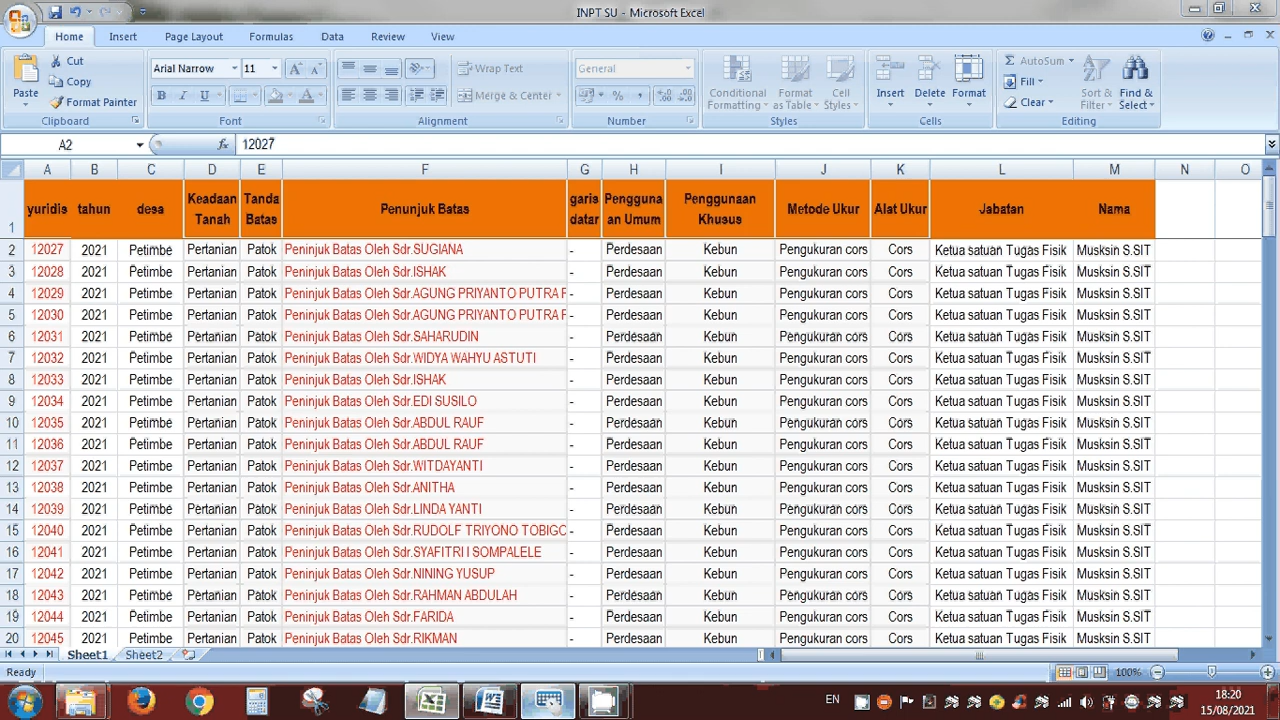 INPT SU - Microsoft Excel
Home Insert Page Layout Formulas Data Review View
Paste Cut Copy Format Painter Clipboard
Arial Narrow 11 B I U A A A Font
Wrap Text Merge & Center Alignment
General % , Number
Conditional Formatting Format as Table Cell Styles Styles
Insert Delete Format Cells
Σ AutoSum Fill Clear Sort & Filter Find & Select Editing
A2 fx 12027
A B C D E F G H I J K L M N O
1 yuridis tahun desa Keadaan Tanah Tanda Batas Penunjuk Batas garis datar Pengguna an Umum Penggunaan Khusus Metode Ukur Alat Ukur Jabatan Nama
2 12027 2021 Petimbe Pertanian Patok Peninjuk Batas Oleh Sdr.SUGIANA - Perdesaan Kebun Pengukuran cors Cors Ketua satuan Tugas Fisik Musksin S.SIT
3 12028 2021 Petimbe Pertanian Patok Peninjuk Batas Oleh Sdr.ISHAK - Perdesaan Kebun Pengukuran cors Cors Ketua satuan Tugas Fisik Musksin S.SIT
4 12029 2021 Petimbe Pertanian Patok Peninjuk Batas Oleh Sdr.AGUNG PRIYANTO PUTRA - Perdesaan Kebun Pengukuran cors Cors Ketua satuan Tugas Fisik Musksin S.SIT
5 12030 2021 Petimbe Pertanian Patok Peninjuk Batas Oleh Sdr.AGUNG PRIYANTO PUTRA - Perdesaan Kebun Pengukuran cors Cors Ketua satuan Tugas Fisik Musksin S.SIT
6 12031 2021 Petimbe Pertanian Patok Peninjuk Batas Oleh Sdr.SAHARUDIN - Perdesaan Kebun Pengukuran cors Cors Ketua satuan Tugas Fisik Musksin S.SIT
7 12032 2021 Petimbe Pertanian Patok Peninjuk Batas Oleh Sdr.WIDYA WAHYU ASTUTI - Perdesaan Kebun Pengukuran cors Cors Ketua satuan Tugas Fisik Musksin S.SIT
8 12033 2021 Petimbe Pertanian Patok Peninjuk Batas Oleh Sdr.ISHAK - Perdesaan Kebun Pengukuran cors Cors Ketua satuan Tugas Fisik Musksin S.SIT
9 12034 2021 Petimbe Pertanian Patok Peninjuk Batas Oleh Sdr.EDI SUSILO - Perdesaan Kebun Pengukuran cors Cors Ketua satuan Tugas Fisik Musksin S.SIT
10 12035 2021 Petimbe Pertanian Patok Peninjuk Batas Oleh Sdr.ABDUL RAUF - Perdesaan Kebun Pengukuran cors Cors Ketua satuan Tugas Fisik Musksin S.SIT
11 12036 2021 Petimbe Pertanian Patok Peninjuk Batas Oleh Sdr.ABDUL RAUF - Perdesaan Kebun Pengukuran cors Cors Ketua satuan Tugas Fisik Musksin S.SIT
12 12037 2021 Petimbe Pertanian Patok Peninjuk Batas Oleh Sdr.WITDAYANTI - Perdesaan Kebun Pengukuran cors Cors Ketua satuan Tugas Fisik Musksin S.SIT
13 12038 2021 Petimbe Pertanian Patok Peninjuk Batas Oleh Sdr.ANITHA - Perdesaan Kebun Pengukuran cors Cors Ketua satuan Tugas Fisik Musksin S.SIT
14 12039 2021 Petimbe Pertanian Patok Peninjuk Batas Oleh Sdr.LINDA YANTI - Perdesaan Kebun Pengukuran cors Cors Ketua satuan Tugas Fisik Musksin S.SIT
15 12040 2021 Petimbe Pertanian Patok Peninjuk Batas Oleh Sdr.RUDOLF TRIYONO TOBIGO - Perdesaan Kebun Pengukuran cors Cors Ketua satuan Tugas Fisik Musksin S.SIT
16 12041 2021 Petimbe Pertanian Patok Peninjuk Batas Oleh Sdr.SYAFITRI I SOMPALELE - Perdesaan Kebun Pengukuran cors Cors Ketua satuan Tugas Fisik Musksin S.SIT
17 12042 2021 Petimbe Pertanian Patok Peninjuk Batas Oleh Sdr.NINING YUSUP - Perdesaan Kebun Pengukuran cors Cors Ketua satuan Tugas Fisik Musksin S.SIT
18 12043 2021 Petimbe Pertanian Patok Peninjuk Batas Oleh Sdr.RAHMAN ABDULAH - Perdesaan Kebun Pengukuran cors Cors Ketua satuan Tugas Fisik Musksin S.SIT
19 12044 2021 Petimbe Pertanian Patok Peninjuk Batas Oleh Sdr.FARIDA - Perdesaan Kebun Pengukuran cors Cors Ketua satuan Tugas Fisik Musksin S.SIT
20 12045 2021 Petimbe Pertanian Patok Peninjuk Batas Oleh Sdr.RIKMAN - Perdesaan Kebun Pengukuran cors Cors Ketua satuan Tugas Fisik Musksin S.SIT
Sheet1 Sheet2
Ready 100%
EN 18:20
15/08/2021